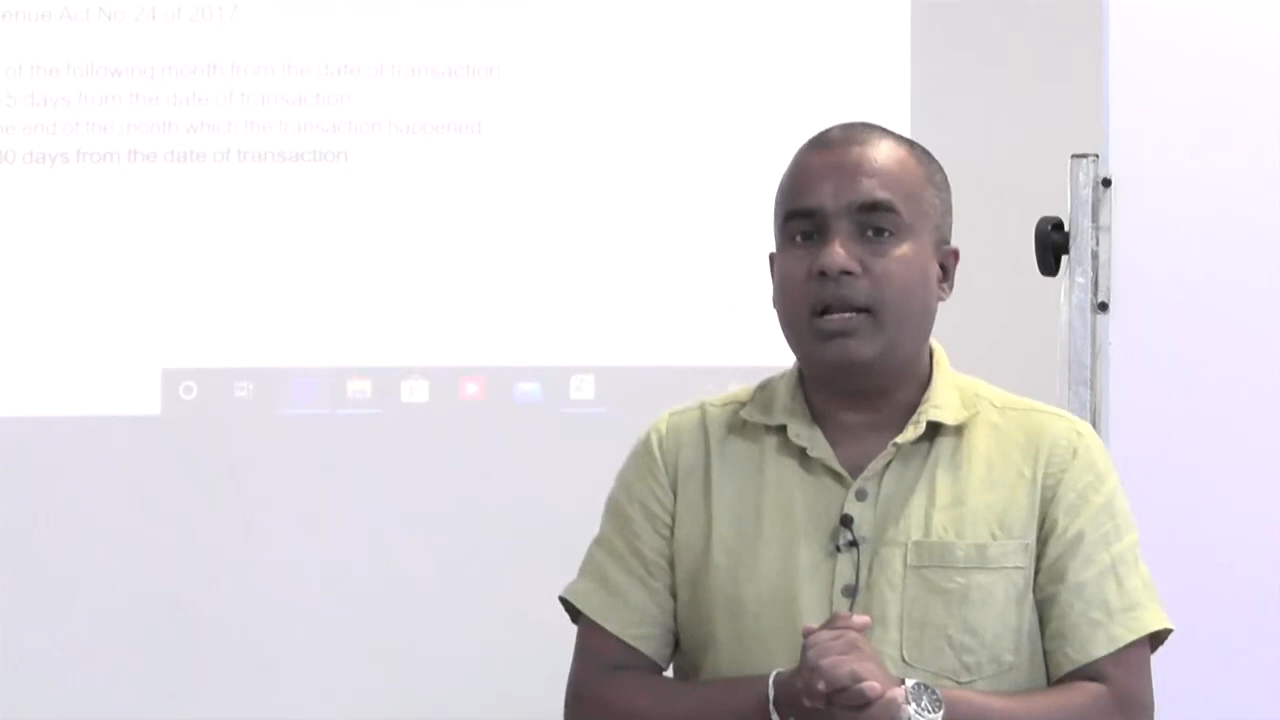 enue Act No 24 of 2017
of the following month from the date of transaction
5 days from the date of transaction
e end of the month which the transaction happened
0 days from the date of transaction